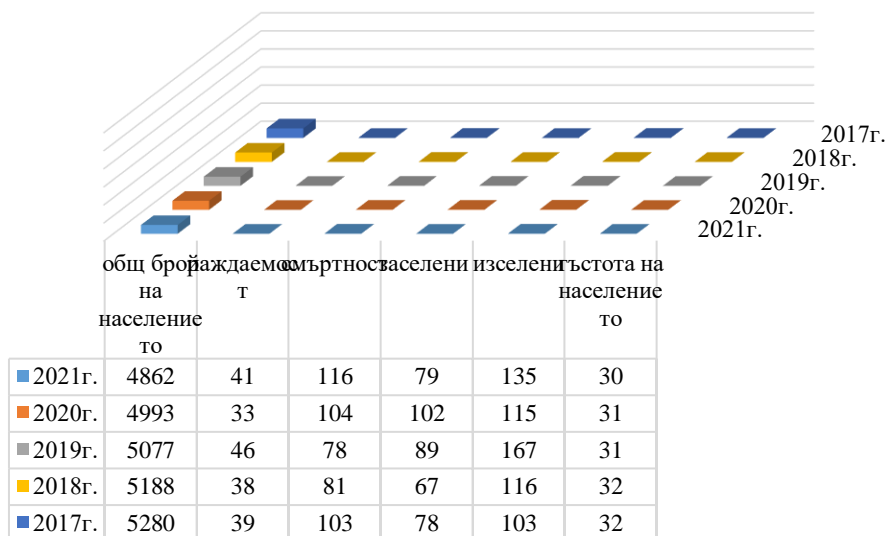 2017г.
2018г.
2019г.
2020г.
2021г.
общ брой
на
население
то
раждаемос
т
смъртност
заселени
изселени
гъстота на
население
то
2021г. 4862 41 116 79 135 30
2020г. 4993 33 104 102 115 31
2019г. 5077 46 78 89 167 31
2018г. 5188 38 81 67 116 32
2017г. 5280 39 103 78 103 32